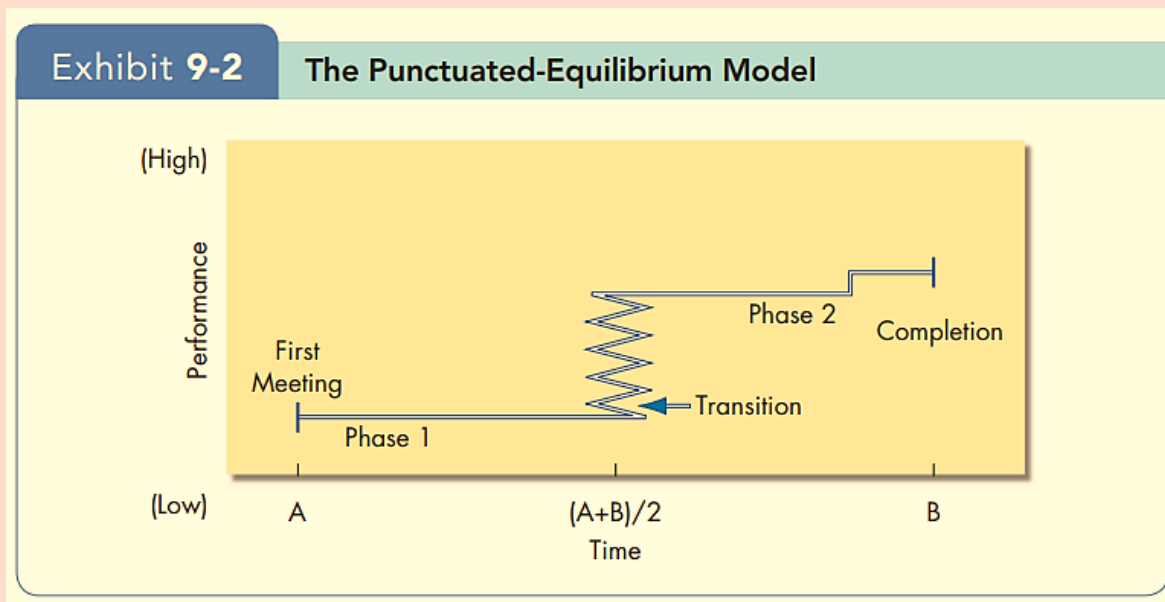 Exhibit 9-2
The Punctuated-Equilibrium Model
(High)
Performance
First
Meeting
Phase 1
Transition
Phase 2
Completion
(Low)
A
(A+B)/2
B
Time